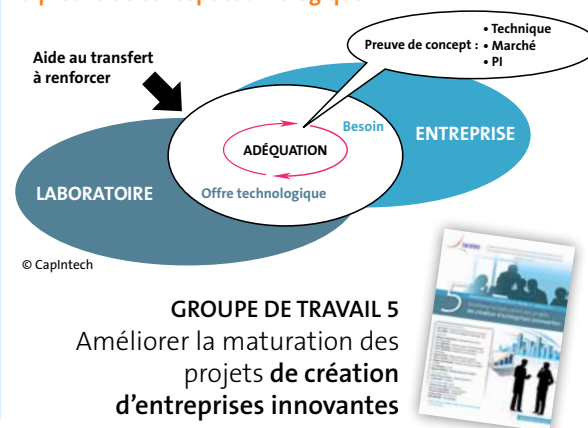 • Technique
Preuve de concept : • Marché
• PI
Aide au transfert
à renforcer
Besoin
ENTREPRISE
ADÉQUATION
LABORATOIRE
Offre technologique
© CapIntech
GROUPE DE TRAVAIL 5
Améliorer la maturation des
projets de création
d'entreprises innovantes
5